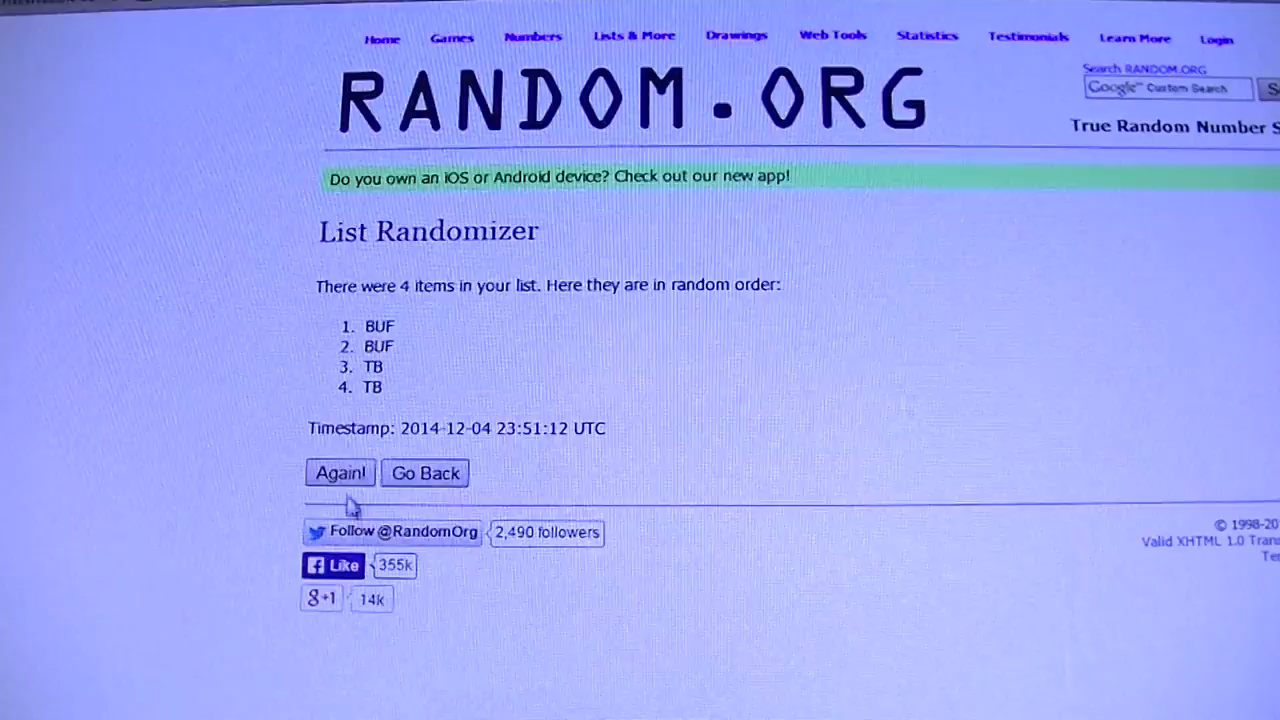 Home Games Numbers Lists & More Drawings Web Tools Statistics Testimonials Learn More Login
RANDOM.ORG
Search RANDOM.ORG
Google™ Custom Search
True Random Number
Do you own an iOS or Android device? Check out our new app!
List Randomizer
There were 4 items in your list. Here they are in random order:
1. BUF
2. BUF
3. TB
4. TB
Timestamp: 2014-12-04 23:51:12 UTC
Again! Go Back
Follow @RandomOrg 2,490 followers
© 1998-20
Valid XHTML 1.0
Like 355k
g+1 14k